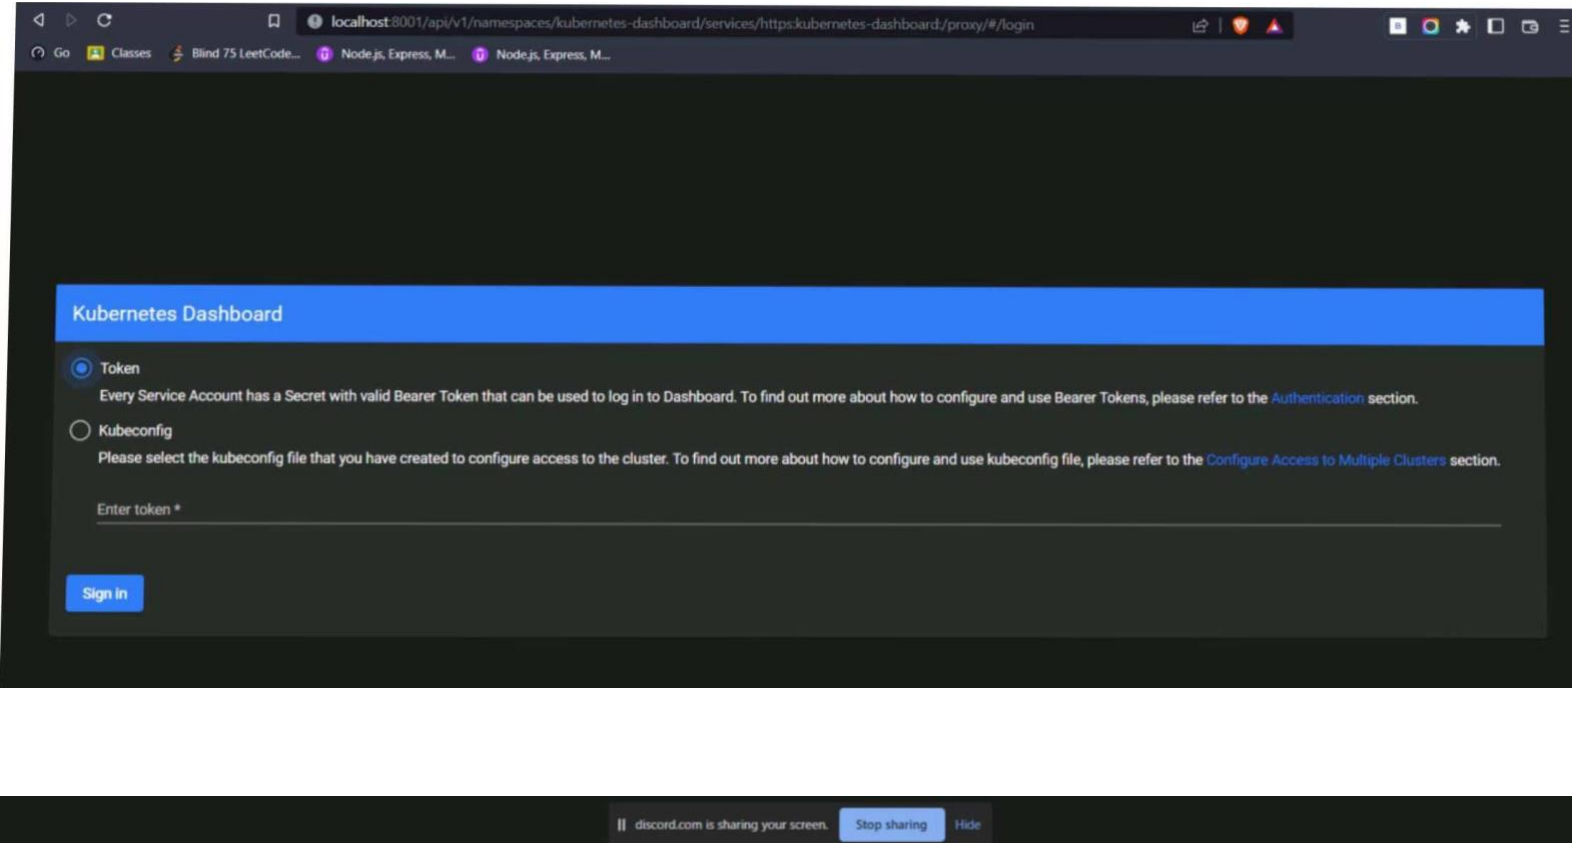 localhost:8001/api/v1/namespaces/kubernetes-dashboard/services/https:kubernetes-dashboard:/proxy/#/login
Go Classes Blind 75 LeetCode... Node.js, Express, M... Node.js, Express, M...
Kubernetes Dashboard
Token
Every Service Account has a Secret with valid Bearer Token that can be used to log in to Dashboard. To find out more about how to configure and use Bearer Tokens, please refer to the Authentication section.
Kubeconfig
Please select the kubeconfig file that you have created to configure access to the cluster. To find out more about how to configure and use kubeconfig file, please refer to the Configure Access to Multiple Clusters section.
Enter token *
Sign in
discord.com is sharing your screen. Stop sharing Hide